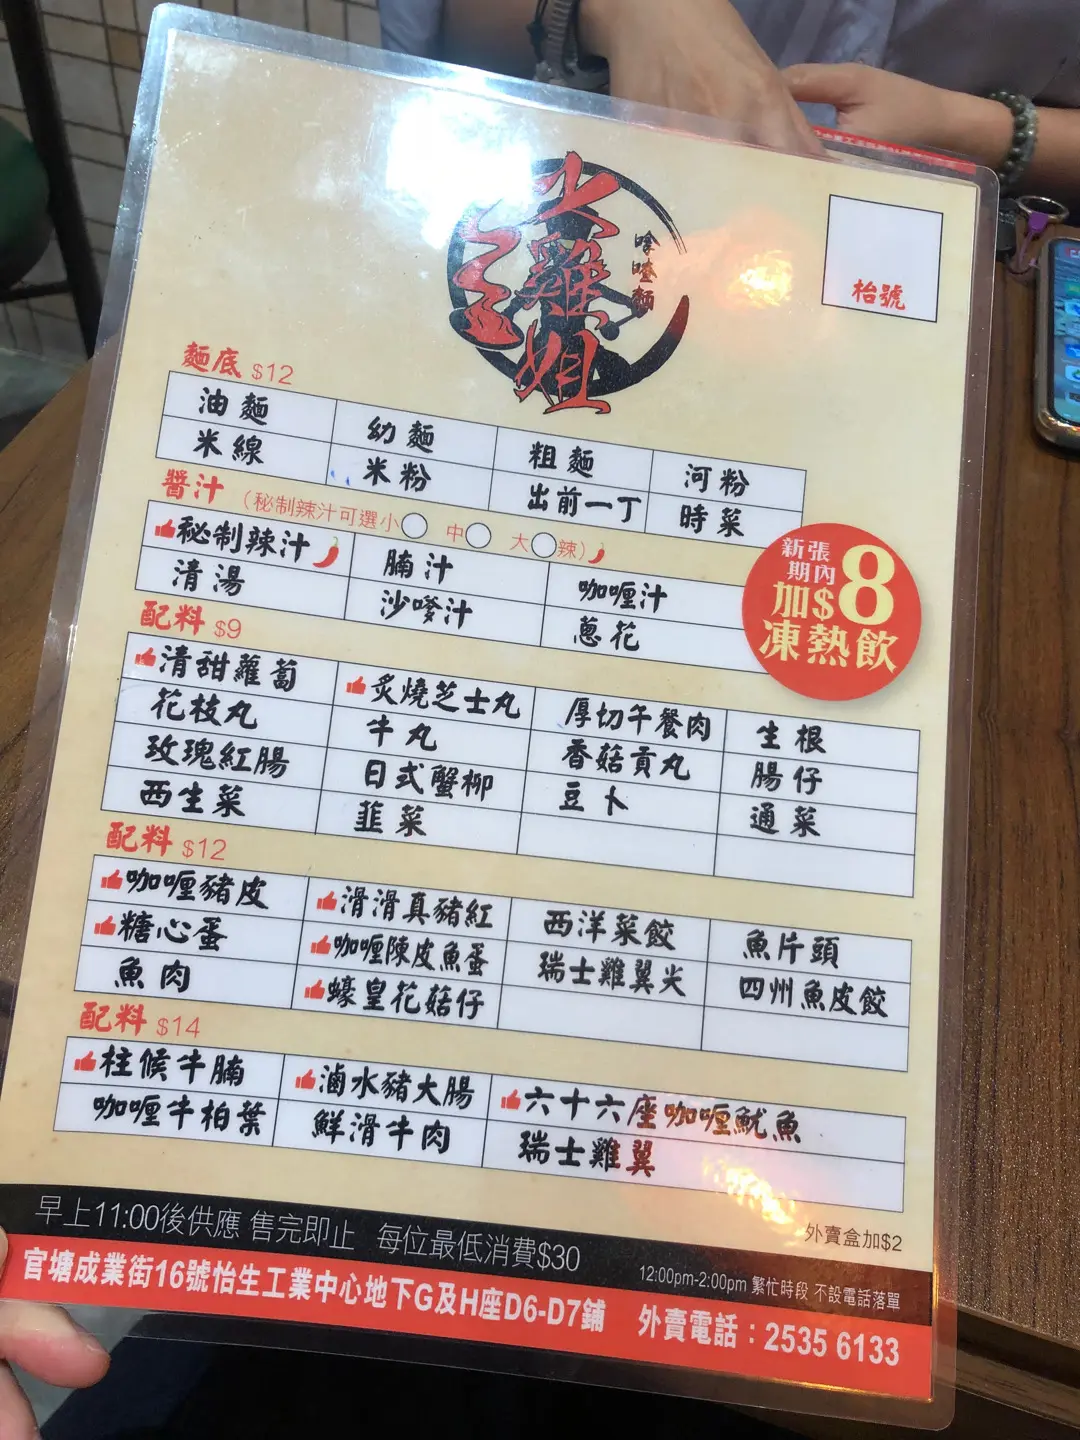 火雞姐
啥喳麵
枱號
麵底 $12
油麵 幼麵 粗麵 河粉
米線 米粉 出前一丁 時菜
醬汁 (秘制辣汁可選小 中 大 辣)
秘制辣汁 腩汁 咖喱汁
清湯 沙嗲汁 蔥花
新張期內
加$8
凍熱飲
配料 $9
清甜蘿蔔 炙燒芝士丸 厚切午餐肉 生根
花枝丸 牛丸 香菇貢丸 腸仔
玫瑰紅腸 日式蟹柳 豆卜 通菜
西生菜 韮菜
配料 $12
咖喱豬皮 滑滑真豬紅 西洋菜餃 魚片頭
糖心蛋 咖喱陳皮魚蛋 瑞士雞翼尖 四州魚皮餃
魚肉 蠔皇花菇仔
配料 $14
柱候牛腩 滷水豬大腸 六十六座咖喱魷魚
咖喱牛柏葉 鮮滑牛肉 瑞士雞翼
外賣盒加$2
早上11:00後供應 售完即止 每位最低消費$30
12:00pm-2:00pm 繁忙時段 不設電話落單
官塘成業街16號怡生工業中心地下G及H座D6-D7鋪 外賣電話：2535 6133